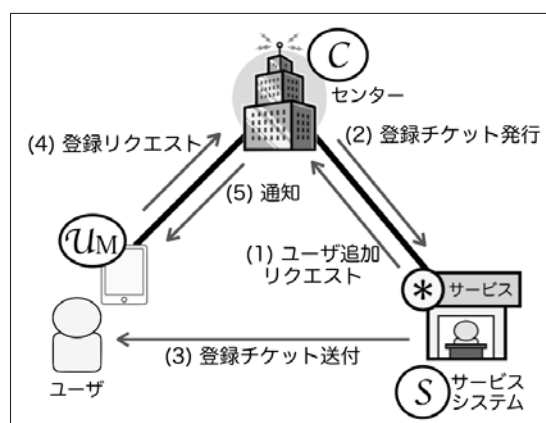 C
センター
(4) 登録リクエスト
(2) 登録チケット発行
(5) 通知
UM
(1) ユーザ追加
リクエスト
*
サービス
(3) 登録チケット送付
ユーザ
S
サービス
システム